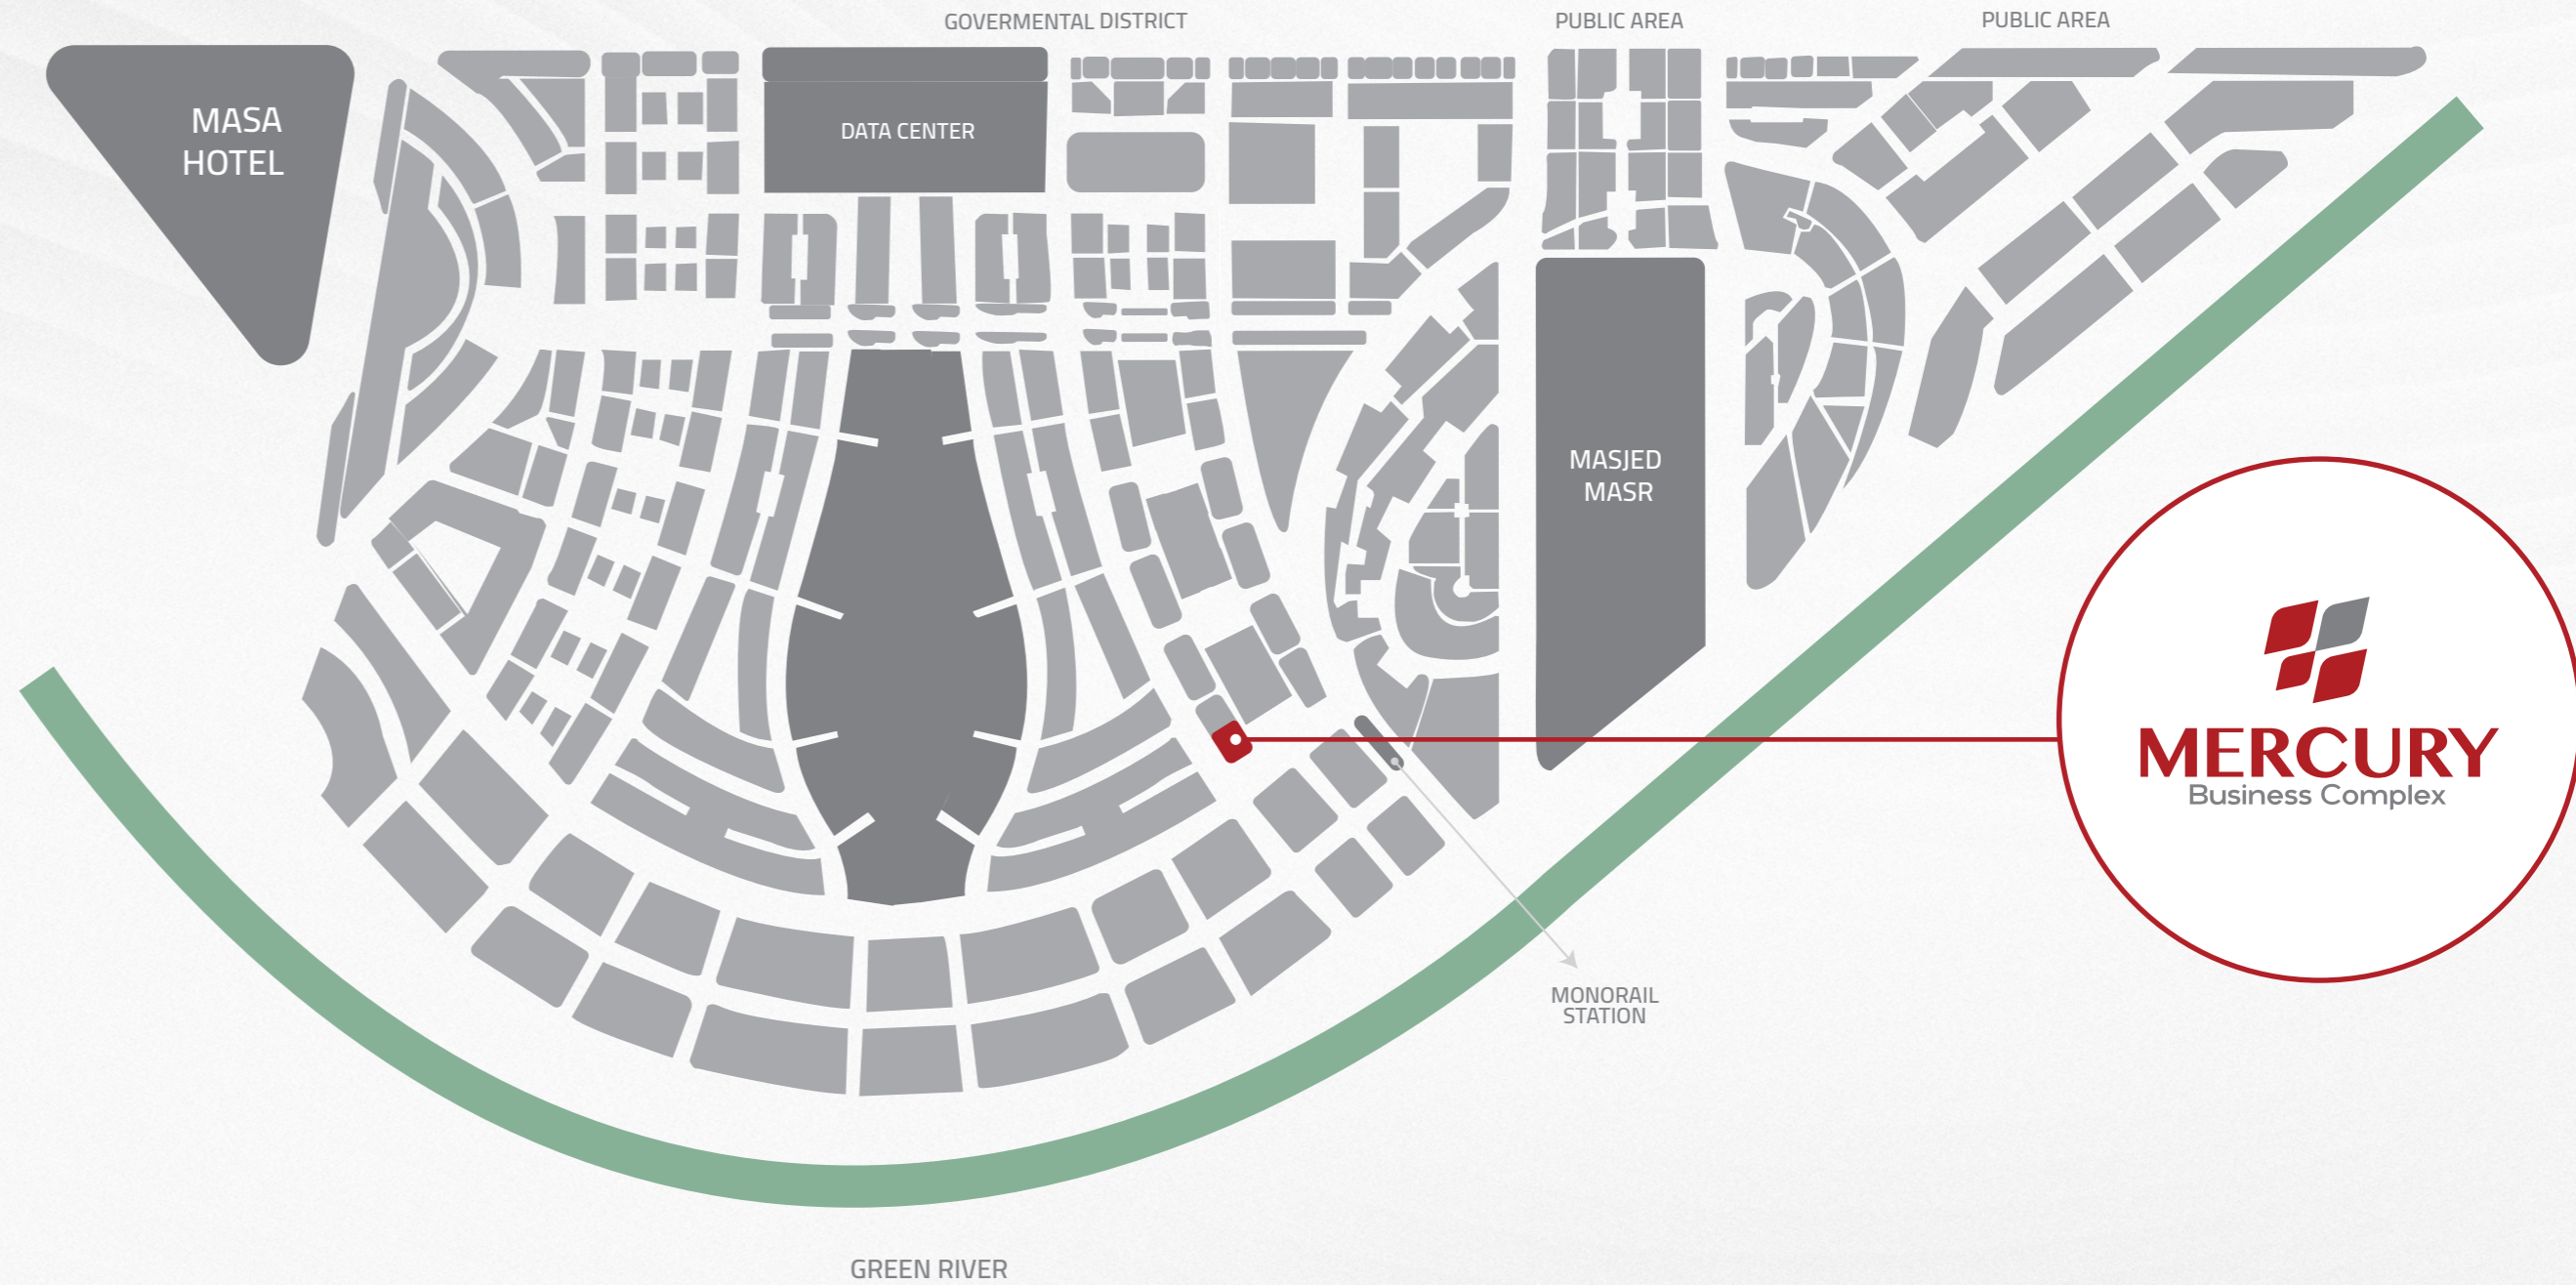 GOVERMENTAL DISTRICT
PUBLIC AREA
PUBLIC AREA
MASA
HOTEL
DATA CENTER
MASJED
MASR
MERCURY
Business Complex
MONORAIL
STATION
GREEN RIVER